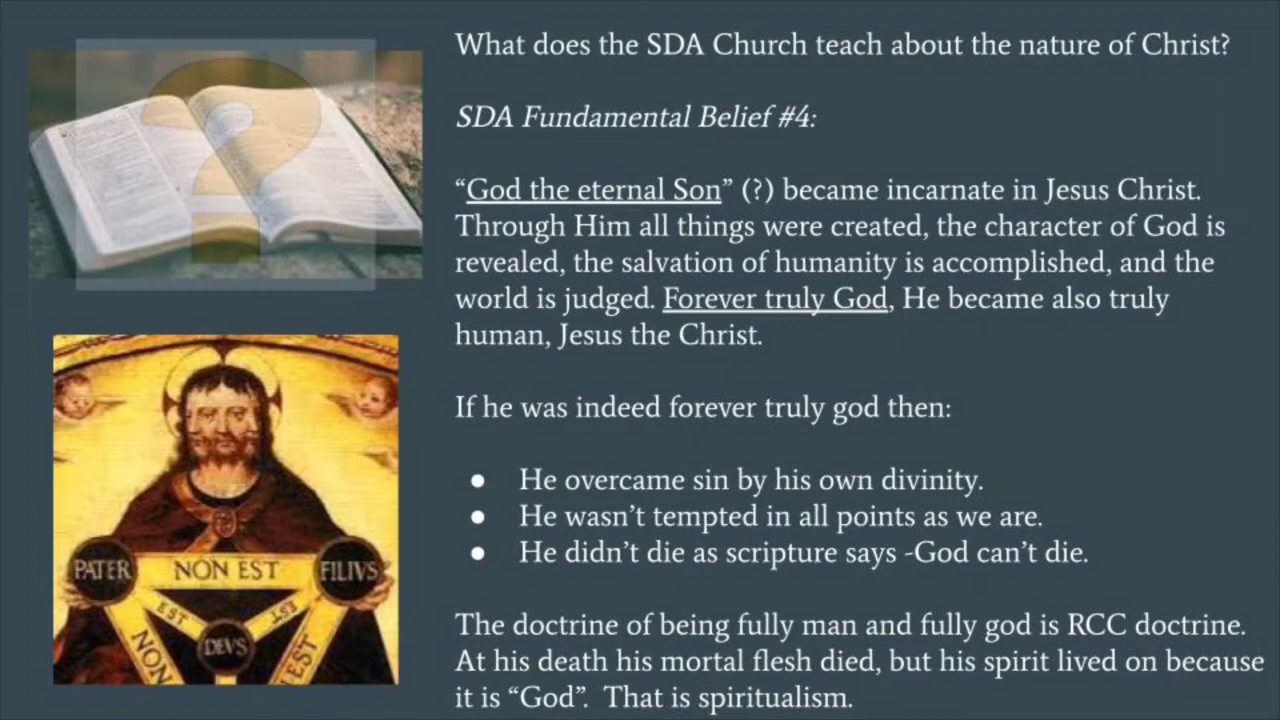 What does the SDA Church teach about the nature of Christ?
SDA Fundamental Belief #4:
“God the eternal Son” (?) became incarnate in Jesus Christ.
Through Him all things were created, the character of God is
revealed, the salvation of humanity is accomplished, and the
world is judged. Forever truly God, He became also truly
human, Jesus the Christ.
If he was indeed forever truly god then:
● He overcame sin by his own divinity.
● He wasn’t tempted in all points as we are.
● He didn’t die as scripture says -God can’t die.
The doctrine of being fully man and fully god is RCC doctrine.
At his death his mortal flesh died, but his spirit lived on because
it is “God”. That is spiritualism.
?
PATER NON EST FILIVS
EST EST
DEVS
NON EST